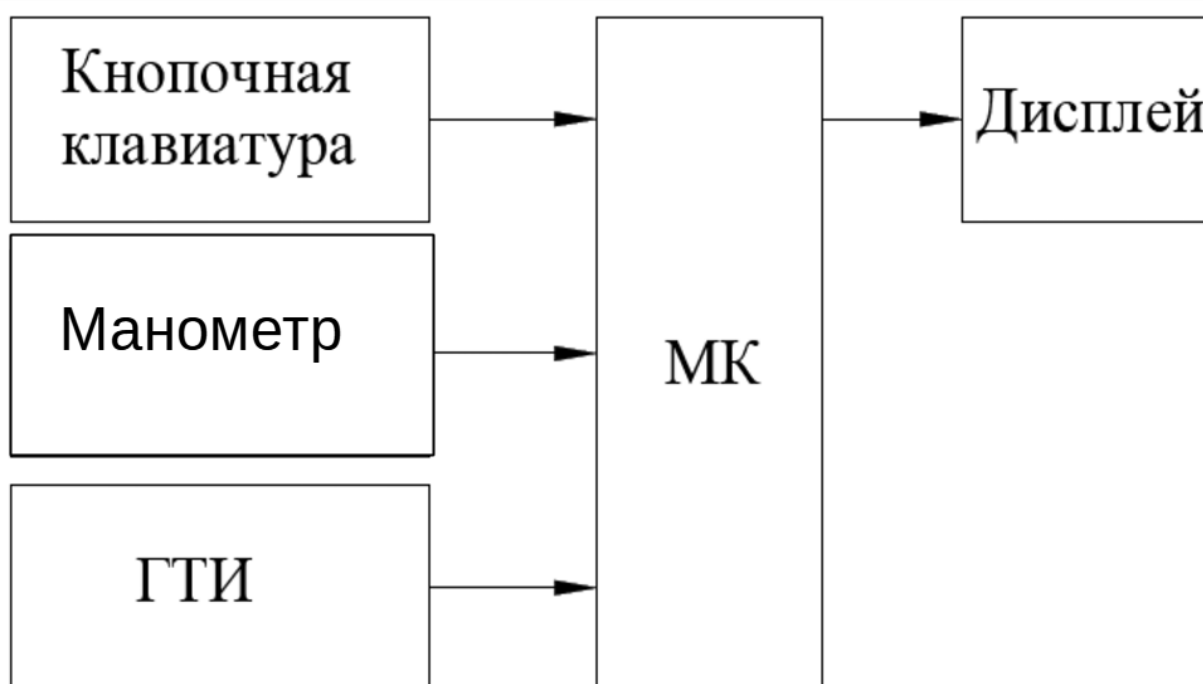 Кнопочная
клавиатура
Манометр
ГТИ
МК
Дисплей